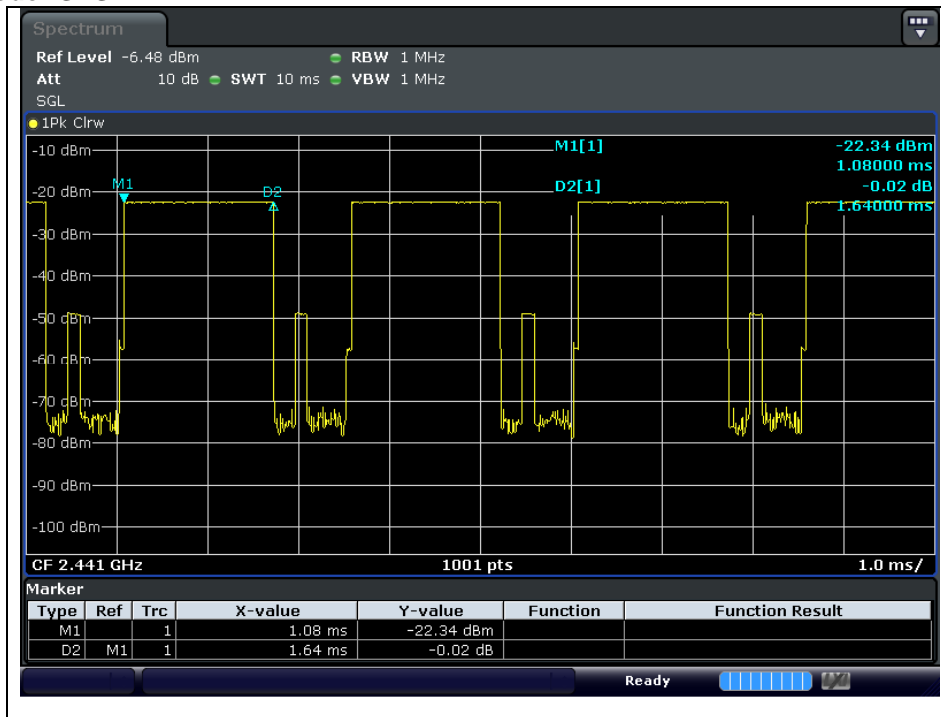 Spectrum
Ref Level -6.48 dBm RBW 1 MHz
Att 10 dB SWT 10 ms VBW 1 MHz
SGL
1Pk Clrw
M1[1] -22.34 dBm
1.08000 ms
D2[1] -0.02 dB
1.64000 ms
M1
D2
-10 dBm
-20 dBm
-30 dBm
-40 dBm
-50 dBm
-60 dBm
-70 dBm
-80 dBm
-90 dBm
-100 dBm
CF 2.441 GHz 1001 pts 1.0 ms/
Marker
Type Ref Trc X-value Y-value Function Function Result
M1 1 1.08 ms -22.34 dBm
D2 M1 1 1.64 ms -0.02 dB
Ready